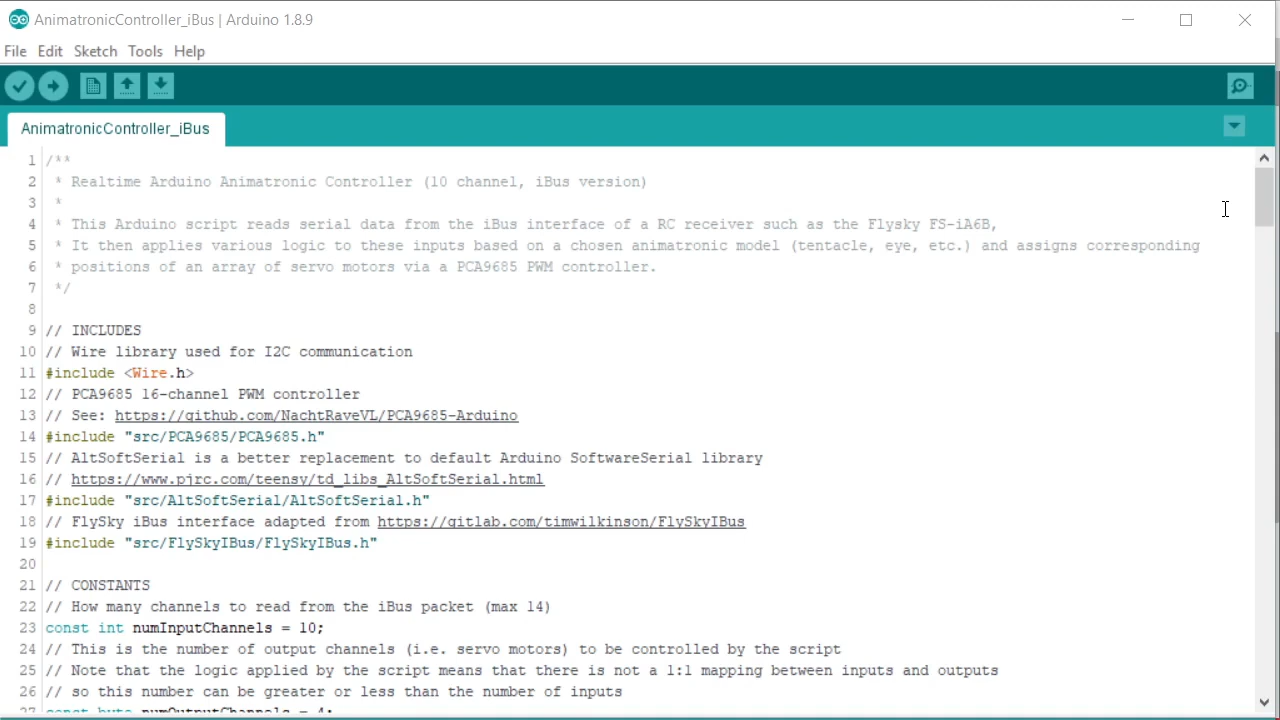 AnimatronicController_iBus | Arduino 1.8.9
File Edit Sketch Tools Help
AnimatronicController_iBus
1 /**
2 * Realtime Arduino Animatronic Controller (10 channel, iBus version)
3 *
4 * This Arduino script reads serial data from the iBus interface of a RC receiver such as the Flysky FS-iA6B,
5 * It then applies various logic to these inputs based on a chosen animatronic model (tentacle, eye, etc.) and assigns corresponding
6 * positions of an array of servo motors via a PCA9685 PWM controller.
7 */
8
9 // INCLUDES
10 // Wire library used for I2C communication
11 #include <Wire.h>
12 // PCA9685 16-channel PWM controller
13 // See: https://github.com/NachtRaveVL/PCA9685-Arduino
14 #include "src/PCA9685/PCA9685.h"
15 // AltSoftSerial is a better replacement to default Arduino SoftwareSerial library
16 // https://www.pjrc.com/teensy/td_libs_AltSoftSerial.html
17 #include "src/AltSoftSerial/AltSoftSerial.h"
18 // FlySky iBus interface adapted from https://gitlab.com/timwilkinson/FlySkyIBus
19 #include "src/FlySkyIBus/FlySkyIBus.h"
20
21 // CONSTANTS
22 // How many channels to read from the iBus packet (max 14)
23 const int numInputChannels = 10;
24 // This is the number of output channels (i.e. servo motors) to be controlled by the script
25 // Note that the logic applied by the script means that there is not a 1:1 mapping between inputs and outputs
26 // so this number can be greater or less than the number of inputs
27 const byte numOutputChannels = 4;